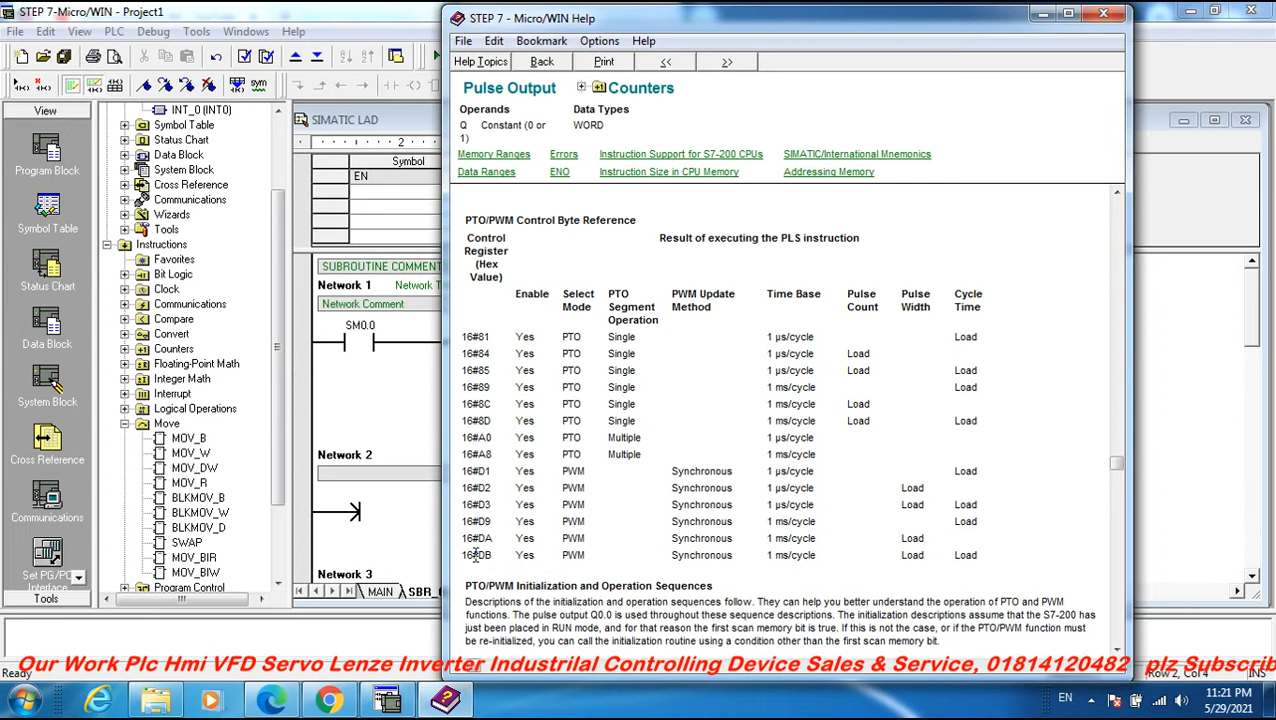 STEP 7-Micro/WIN - Project1
File Edit View PLC Debug Tools Windows Help
View
Program Block
Symbol Table
Status Chart
Data Block
System Block
Cross Reference
Communications
Set PG/PC
Interface
Tools
INT_0 (INT0)
Symbol Table
Status Chart
Data Block
System Block
Cross Reference
Communications
Wizards
Tools
Instructions
Favorites
Bit Logic
Clock
Communications
Compare
Convert
Counters
Floating-Point Math
Integer Math
Interrupt
Logical Operations
Move
MOV_B
MOV_W
MOV_DW
MOV_R
BLKMOV_B
BLKMOV_W
BLKMOV_D
SWAP
MOV_BIR
MOV_BIW
Program Control
SIMATIC LAD
2
Symbol
EN
SUBROUTINE COMMENT
Network 1
Network Comment
SM0.0
Network 2
Network 3
MAIN
STEP 7 - Micro/WIN Help
File Edit Bookmark Options Help
Help Topics Back Print << >>
Pulse Output Counters
Operands Data Types
Q Constant (0 or WORD
1)
Memory Ranges Errors Instruction Support for S7-200 CPUs SIMATIC/International Mnemonics
Data Ranges ENO Instruction Size in CPU Memory Addressing Memory
PTO/PWM Control Byte Reference
Control Register (Hex Value) Result of executing the PLS instruction
Enable Select Mode PTO Segment Operation PWM Update Method Time Base Pulse Count Pulse Width Cycle Time
16#81 Yes PTO Single 1 µs/cycle Load
16#84 Yes PTO Single 1 µs/cycle Load
16#85 Yes PTO Single 1 µs/cycle Load Load
16#89 Yes PTO Single 1 ms/cycle Load
16#8C Yes PTO Single 1 ms/cycle Load
16#8D Yes PTO Single 1 ms/cycle Load Load
16#A0 Yes PTO Multiple 1 µs/cycle
16#A8 Yes PTO Multiple 1 ms/cycle
16#D1 Yes PWM Synchronous 1 µs/cycle Load
16#D2 Yes PWM Synchronous 1 µs/cycle Load
16#D3 Yes PWM Synchronous 1 µs/cycle Load Load
16#D9 Yes PWM Synchronous 1 ms/cycle Load
16#DA Yes PWM Synchronous 1 ms/cycle Load
16#DB Yes PWM Synchronous 1 ms/cycle Load Load
PTO/PWM Initialization and Operation Sequences
Descriptions of the initialization and operation sequences follow. They can help you better understand the operation of PTO and PWM
functions. The pulse output Q0.0 is used throughout these sequence descriptions. The initialization descriptions assume that the S7-200 has
just been placed in RUN mode, and for that reason the first scan memory bit is true. If this is not the case, or if the PTO/PWM function must
be re-initialized, you can call the initialization routine using a condition other than the first scan memory bit.
Our Work Plc Hmi VFD Servo Lenze Inverter Industrilal Controlling Device Sales & Service, 01814120482 plz Subscrib
Ready
Row 2, Col 4
INS
EN
11:21 PM
5/29/2021